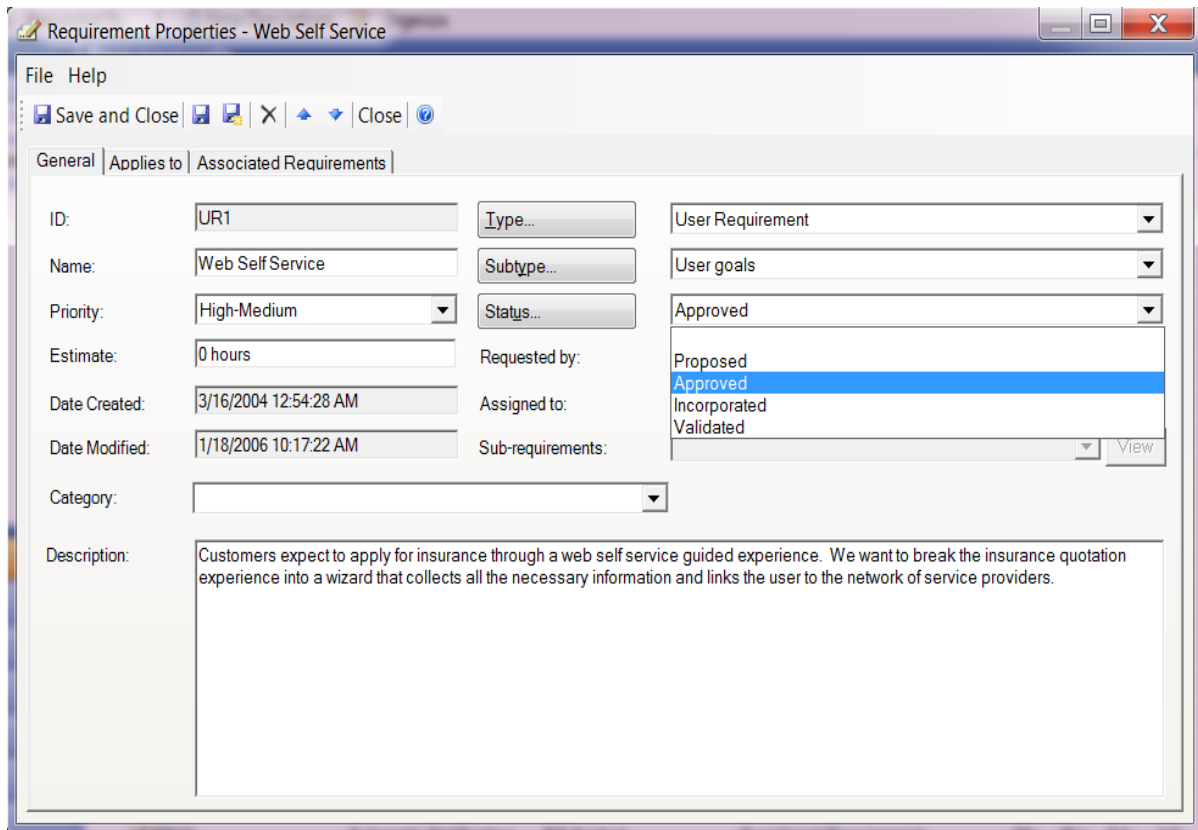 Requirement Properties - Web Self Service
File Help
Save and Close Close
General Applies to Associated Requirements
ID: UR1 Type... User Requirement
Name: Web Self Service Subtype... User goals
Priority: High-Medium Status... Approved
Estimate: 0 hours Requested by:
Proposed
Approved
Date Created: 3/16/2004 12:54:28 AM Assigned to:
Incorporated
Validated
Date Modified: 1/18/2006 10:17:22 AM Sub-requirements: View
Category:
Description: Customers expect to apply for insurance through a web self service guided experience. We want to break the insurance quotation
experience into a wizard that collects all the necessary information and links the user to the network of service providers.